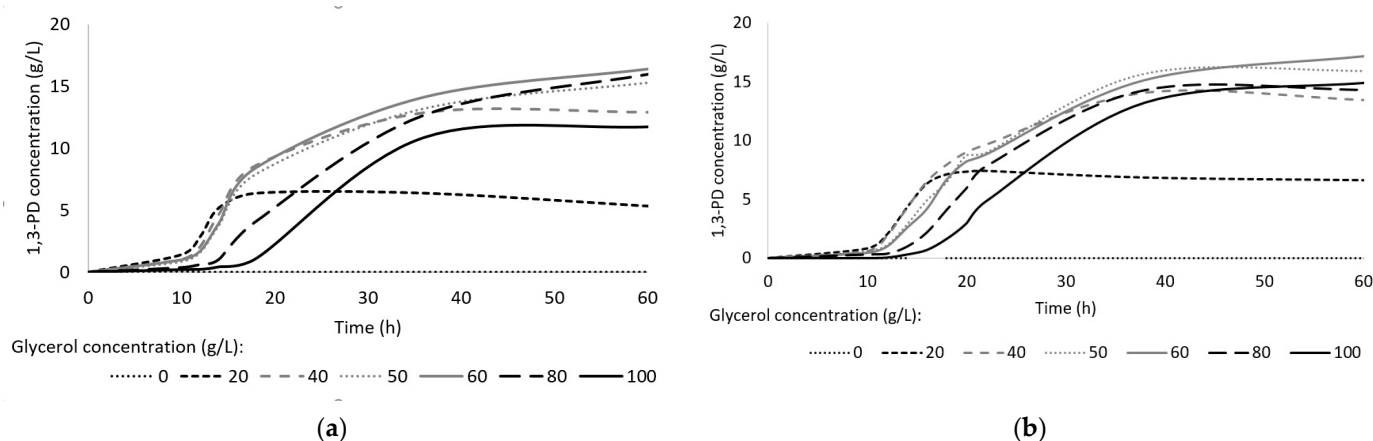 20
15
10
5
0
1,3-PD concentration (g/L)
0 10 20 30 40 50 60
Time (h)
Glycerol concentration (g/L):
0 20 40 50 60 80 100
(a)
20
15
10
5
0
1,3-PD concentration (g/L)
0 10 20 30 40 50 60
Time (h)
Glycerol concentration (g/L):
0 20 40 50 60 80 100
(b)